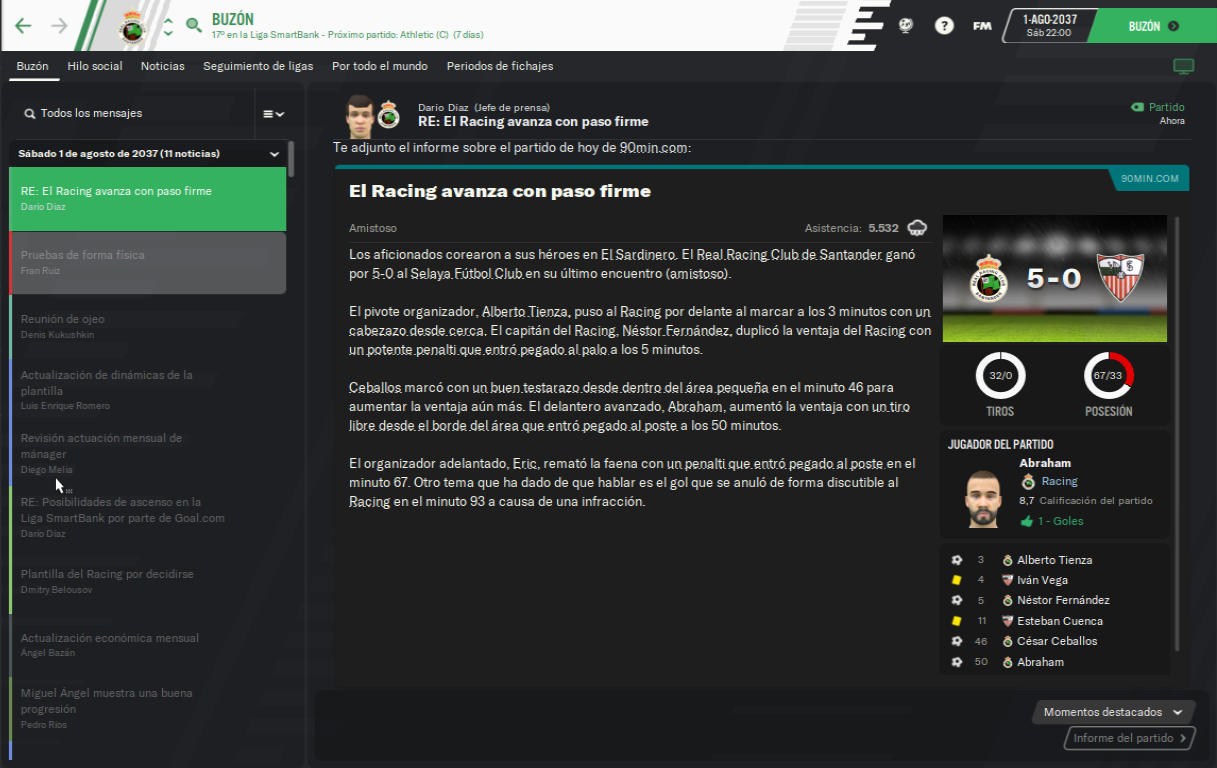 BUZÓN
17º en la Liga SmartBank - Próximo partido: Athletic (C) (7 días)
?
FM
1-AGO-2037
Sáb 22:00
BUZÓN
Buzón
Hilo social
Noticias
Seguimiento de ligas
Por todo el mundo
Periodos de fichajes
Todos los mensajes
Sábado 1 de agosto de 2037 (11 noticias)
RE: El Racing avanza con paso firme
Darío Díaz
Pruebas de forma física
Fran Ruiz
Reunión de ojeo
Denis Kukushkin
Actualización de dinámicas de la
plantilla
Luis Enrique Romero
Revisión actuación mensual de
mánager
Diego Melia
RE: Posibilidades de ascenso en la
Liga SmartBank por parte de Goal.com
Darío Díaz
Plantilla del Racing por decidirse
Dmitry Belousov
Actualización económica mensual
Ángel Bazán
Miguel Ángel muestra una buena
progresión
Pedro Ríos
Darío Díaz (Jefe de prensa)
RE: El Racing avanza con paso firme
Partido
Ahora
Te adjunto el informe sobre el partido de hoy de 90min.com:
90MIN.COM
El Racing avanza con paso firme
Amistoso
Asistencia: 5.532
Los aficionados corearon a sus héroes en El Sardinero. El Real Racing Club de Santander ganó
por 5-0 al Selaya Fútbol Club en su último encuentro (amistoso).
El pivote organizador, Alberto Tienza, puso al Racing por delante al marcar a los 3 minutos con un
cabezazo desde cerca. El capitán del Racing, Néstor Fernández, duplicó la ventaja del Racing con
un potente penalti que entró pegado al palo a los 5 minutos.
Ceballos marcó con un buen testarazo desde dentro del área pequeña en el minuto 46 para
aumentar la ventaja aún más. El delantero avanzado, Abraham, aumentó la ventaja con un tiro
libre desde el borde del área que entró pegado al poste a los 50 minutos.
El organizador adelantado, Eric, remató la faena con un penalti que entró pegado al poste en el
minuto 67. Otro tema que ha dado de que hablar es el gol que se anuló de forma discutible al
Racing en el minuto 93 a causa de una infracción.
5-0
32/0
TIROS
67/33
POSESIÓN
JUGADOR DEL PARTIDO
Abraham
Racing
8,7 Calificación del partido
1 - Goles
3 Alberto Tienza
4 Iván Vega
5 Néstor Fernández
11 Esteban Cuenca
46 César Ceballos
50 Abraham
Momentos destacados
Informe del partido